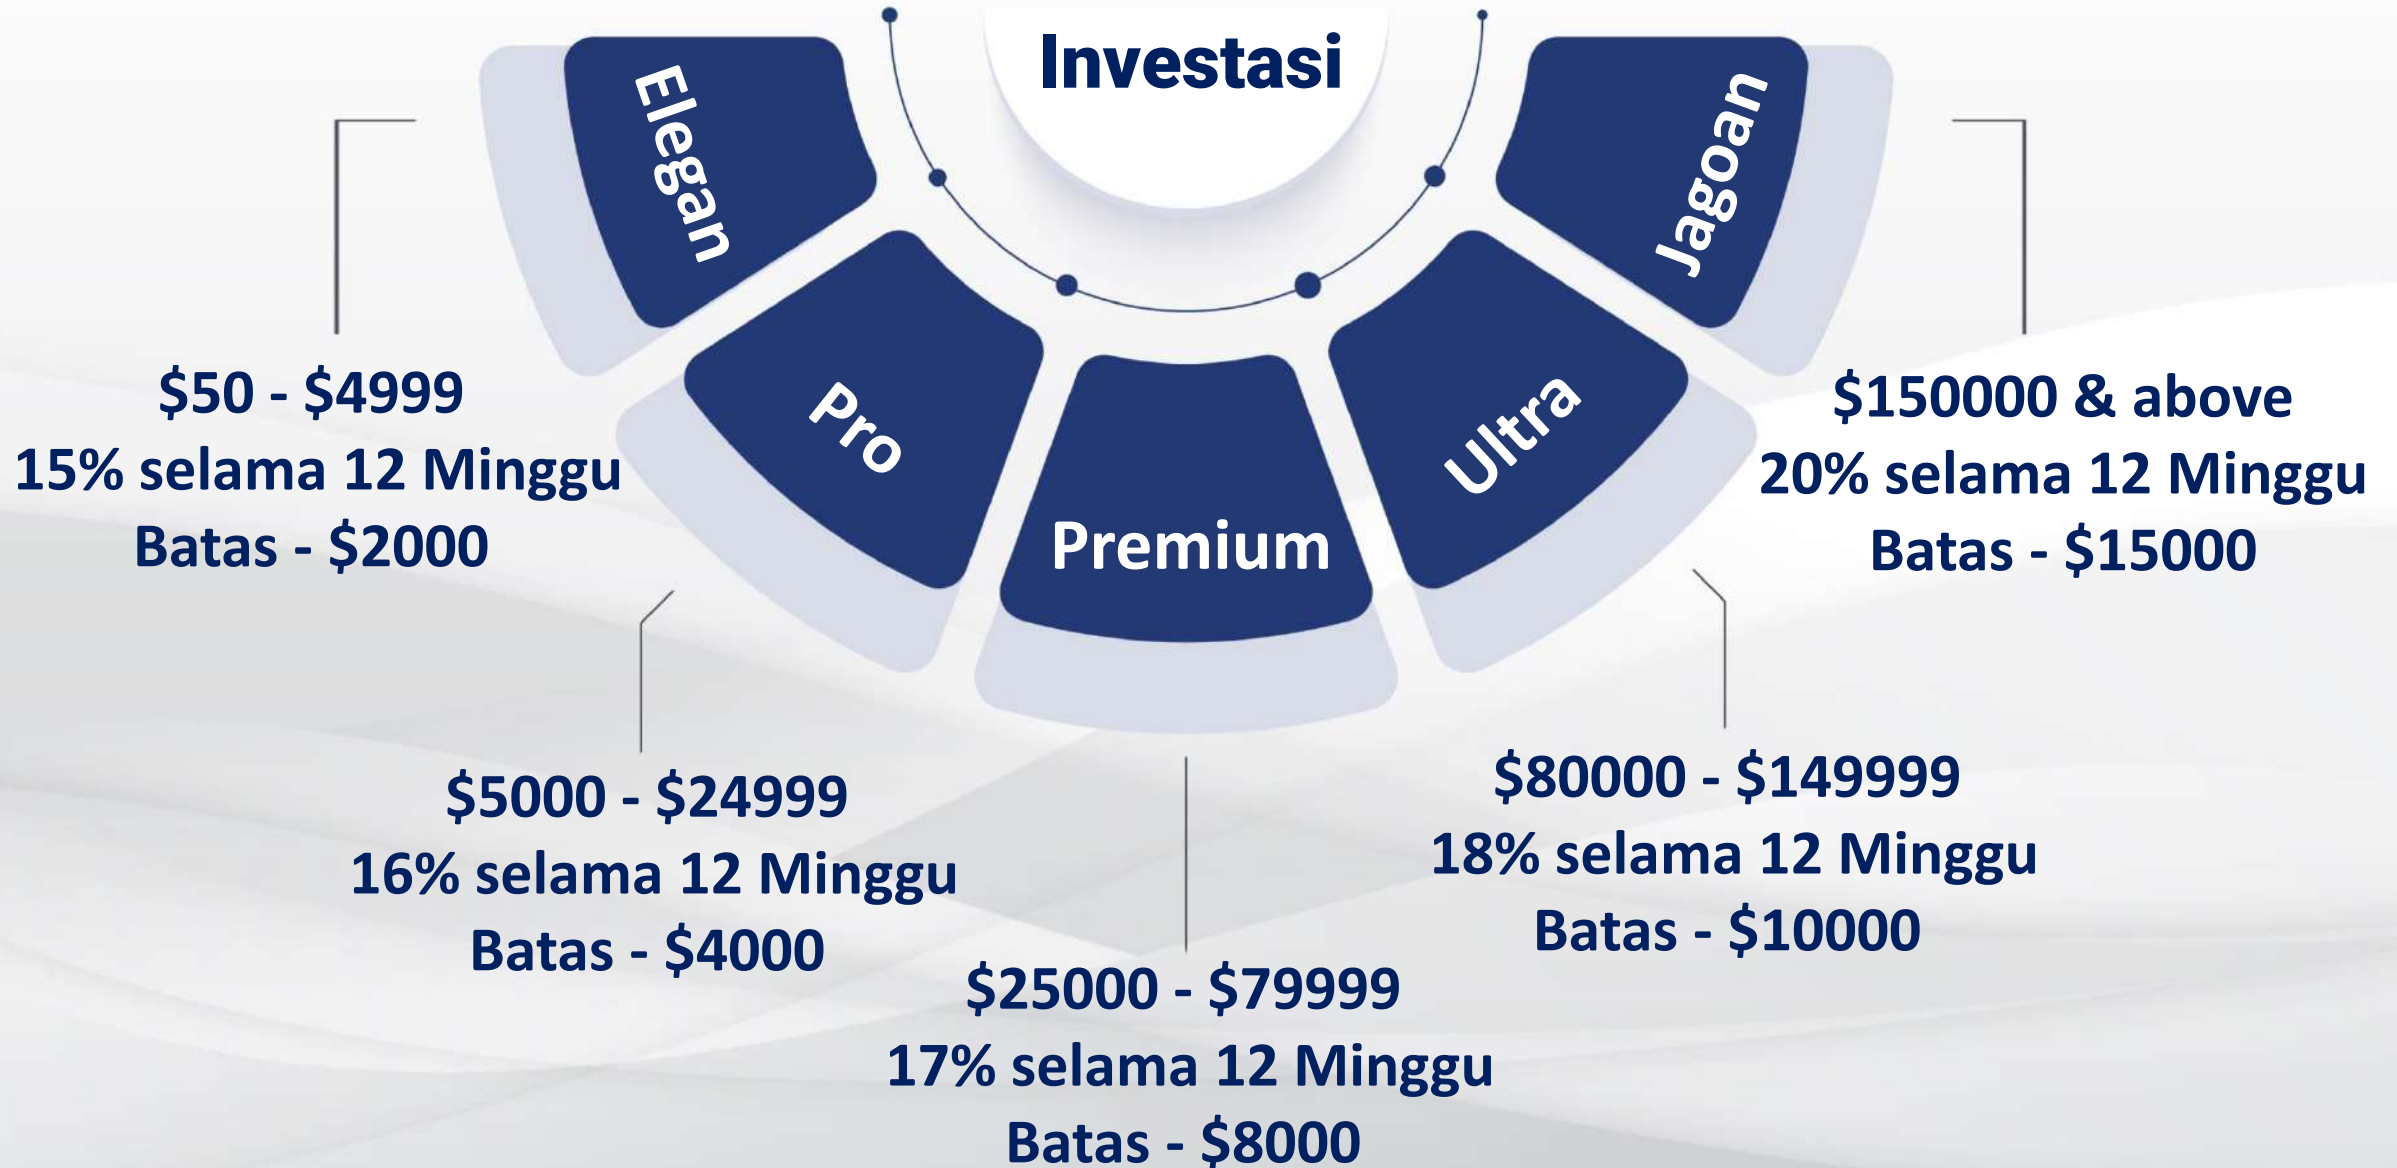 Investasi
Elegan
$50 - $4999
15% selama 12 Minggu
Batas - $2000
Pro
$5000 - $24999
16% selama 12 Minggu
Batas - $4000
Premium
$25000 - $79999
17% selama 12 Minggu
Batas - $8000
Ultra
$80000 - $149999
18% selama 12 Minggu
Batas - $10000
Jagoan
$150000 & above
20% selama 12 Minggu
Batas - $15000